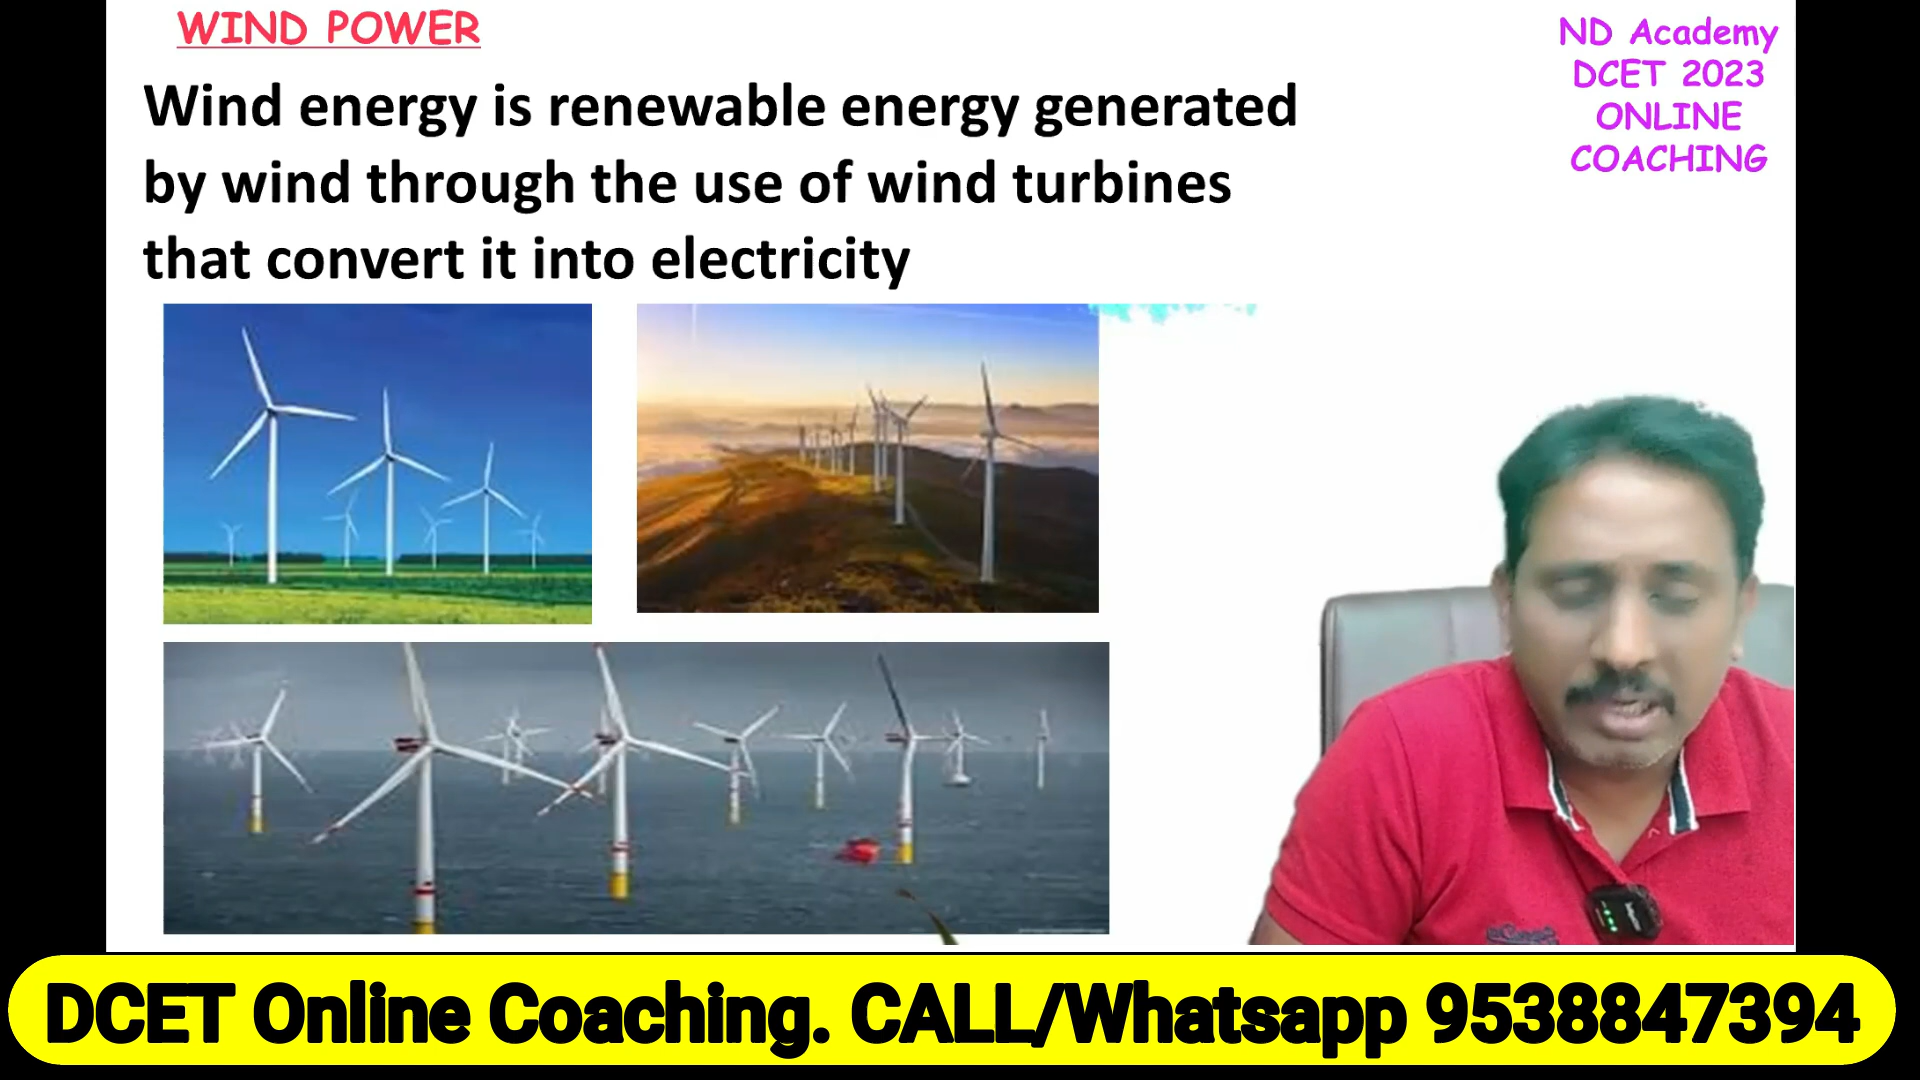 WIND POWER
ND Academy
DCET 2023
ONLINE
COACHING
Wind energy is renewable energy generated
by wind through the use of wind turbines
that convert it into electricity
DCET Online Coaching. CALL/Whatsapp 9538847394